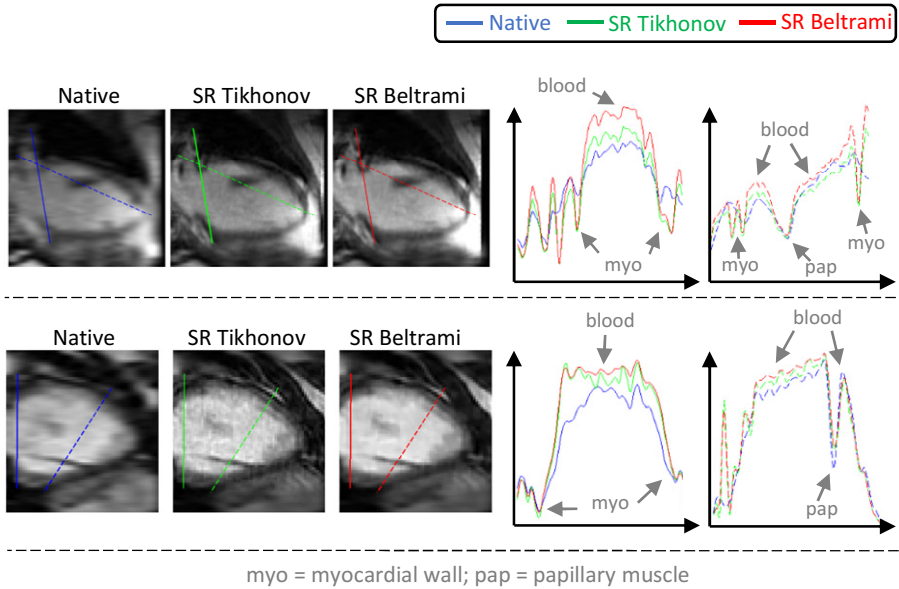 Native SR Tikhonov SR Beltrami
Native SR Tikhonov SR Beltrami
blood
myo
blood
myo
pap
myo
Native SR Tikhonov SR Beltrami
blood
myo
blood
pap
myo = myocardial wall; pap = papillary muscle